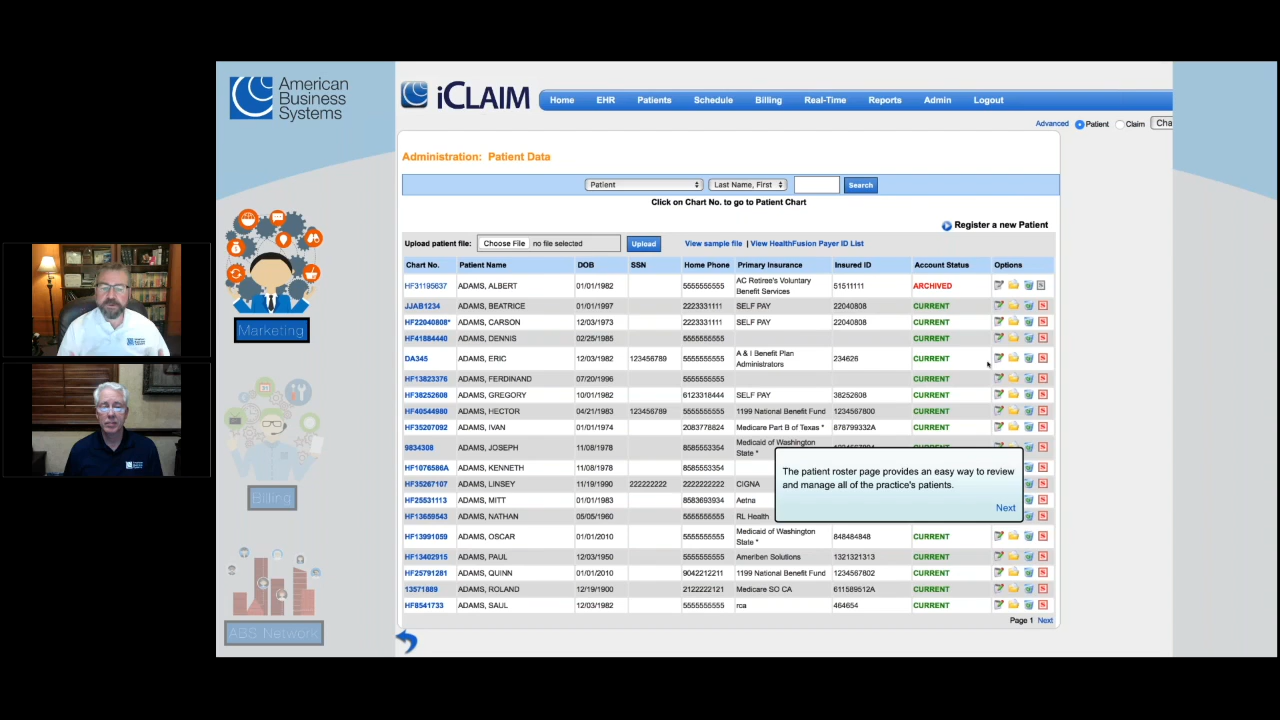 American
Business
Systems
iCLAIM
Home EHR Patients Schedule Billing Real-Time Reports Admin Logout
Advanced Patient Claim Cha
Administration: Patient Data
Patient Last Name, First Search
Click on Chart No. to go to Patient Chart
Register a new Patient
Upload patient file: Choose File no file selected Upload View sample file | View HealthFusion Payer ID List
Chart No. Patient Name DOB SSN Home Phone Primary Insurance Insured ID Account Status Options
HF31195637 ADAMS, ALBERT 01/01/1982 5555555555 AC Retiree's Voluntary Benefit Services 51511111 ARCHIVED
JJAB1234 ADAMS, BEATRICE 01/01/1997 2223331111 SELF PAY 22040808 CURRENT
HF22040808* ADAMS, CARSON 12/03/1973 2223331111 SELF PAY 22040808 CURRENT
HF41884440 ADAMS, DENNIS 02/25/1985 5555555555 CURRENT
DA345 ADAMS, ERIC 12/03/1982 123456789 5555555555 A & I Benefit Plan Administrators 234626 CURRENT
HF13823376 ADAMS, FERDINAND 07/20/1996 5555555555 CURRENT
HF38252608 ADAMS, GREGORY 10/01/1982 6123318444 SELF PAY 38252608 CURRENT
HF40544980 ADAMS, HECTOR 04/21/1983 123456789 5555555555 1199 National Benefit Fund 1234567800 CURRENT
HF35207092 ADAMS, IVAN 01/01/1974 2083778824 Medicare Part B of Texas * 878799332A CURRENT
9834308 ADAMS, JOSEPH 11/08/1978 8585553354 Medicaid of Washington State *
HF1076586A ADAMS, KENNETH 11/08/1978 8585553354
HF35267107 ADAMS, LINSEY 11/19/1990 222222222 2222222222 CIGNA
HF25531113 ADAMS, MITT 01/01/1983 8583693934 Aetna
HF13659543 ADAMS, NATHAN 05/05/1960 5555555555 RL Health
The patient roster page provides an easy way to review
and manage all of the practice's patients.
Next
HF13991059 ADAMS, OSCAR 01/01/2010 5555555555 Medicaid of Washington State * 848484848 CURRENT
HF13402915 ADAMS, PAUL 12/03/1950 5555555555 Ameriben Solutions 1321321313 CURRENT
HF25791281 ADAMS, QUINN 01/01/2010 9042212211 1199 National Benefit Fund 1234567802 CURRENT
13571889 ADAMS, ROLAND 12/19/1900 2122222121 Medicare SO CA 611589512A CURRENT
HF8541733 ADAMS, SAUL 12/03/1982 5555555555 rca 464654 CURRENT
Page 1 Next
Marketing
Billing
ABS Network